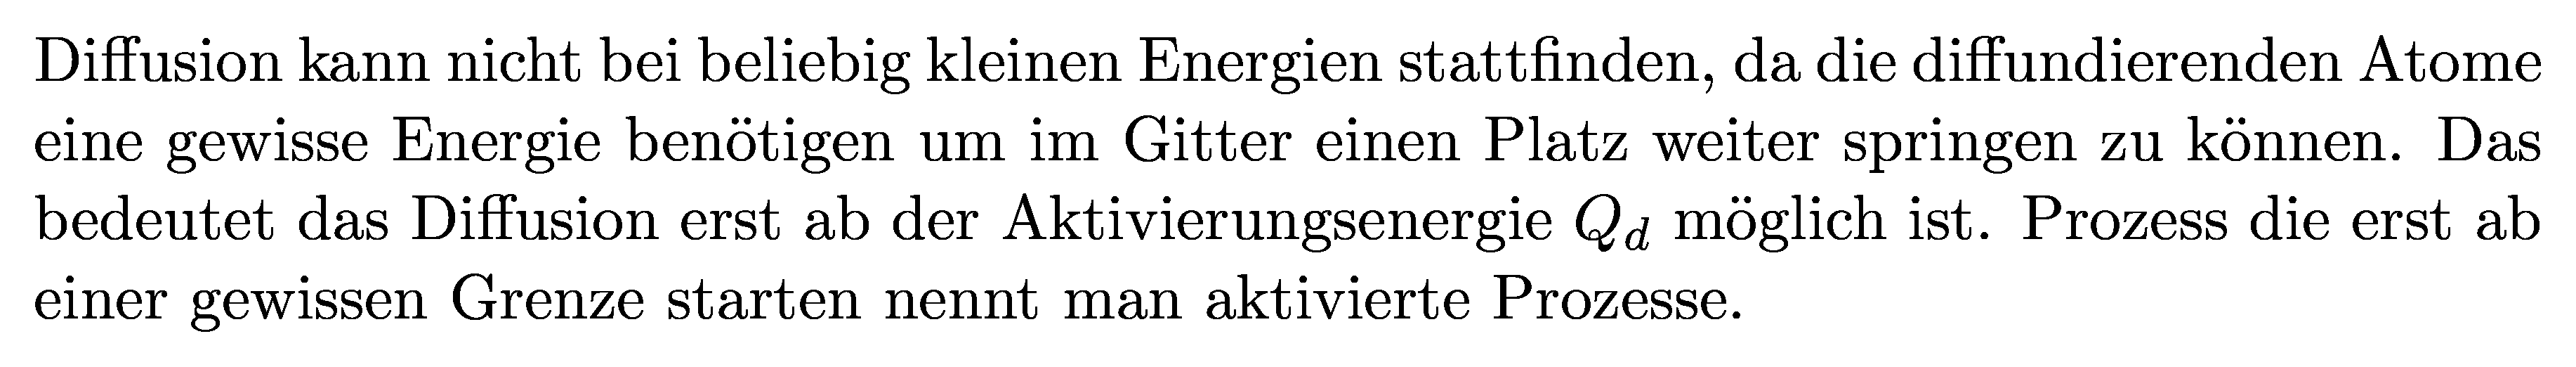 Diffusion kann nicht bei beliebig kleinen Energien stattfinden, da die diffundierenden Atome
eine gewisse Energie benötigen um im Gitter einen Platz weiter springen zu können. Das
bedeutet das Diffusion erst ab der Aktivierungsenergie $Q_d$ möglich ist. Prozess die erst ab
einer gewissen Grenze starten nennt man aktivierte Prozesse.